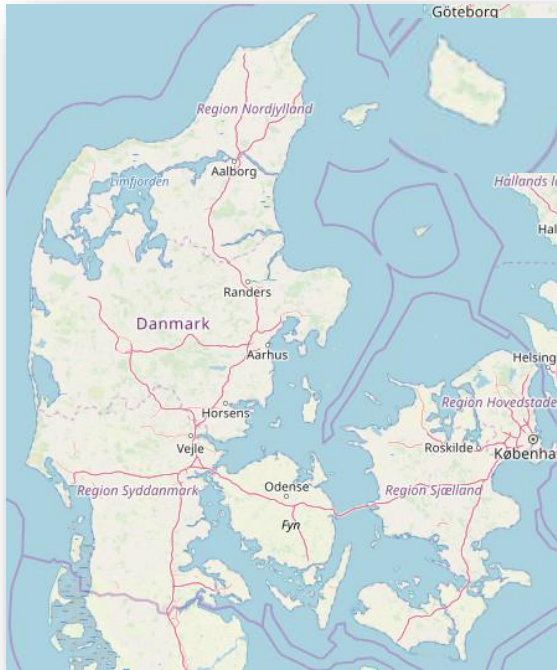 Göteborg
Region Nordjylland
Aalborg
Limfjorden
Hallands l
Hal
Randers
Danmark
Aarhus
Helsing
Region Hovedstade
Horsens
Roskilde
Københa
Vejle
Odense
Region Syddanmark
Region Sjælland
Fyn